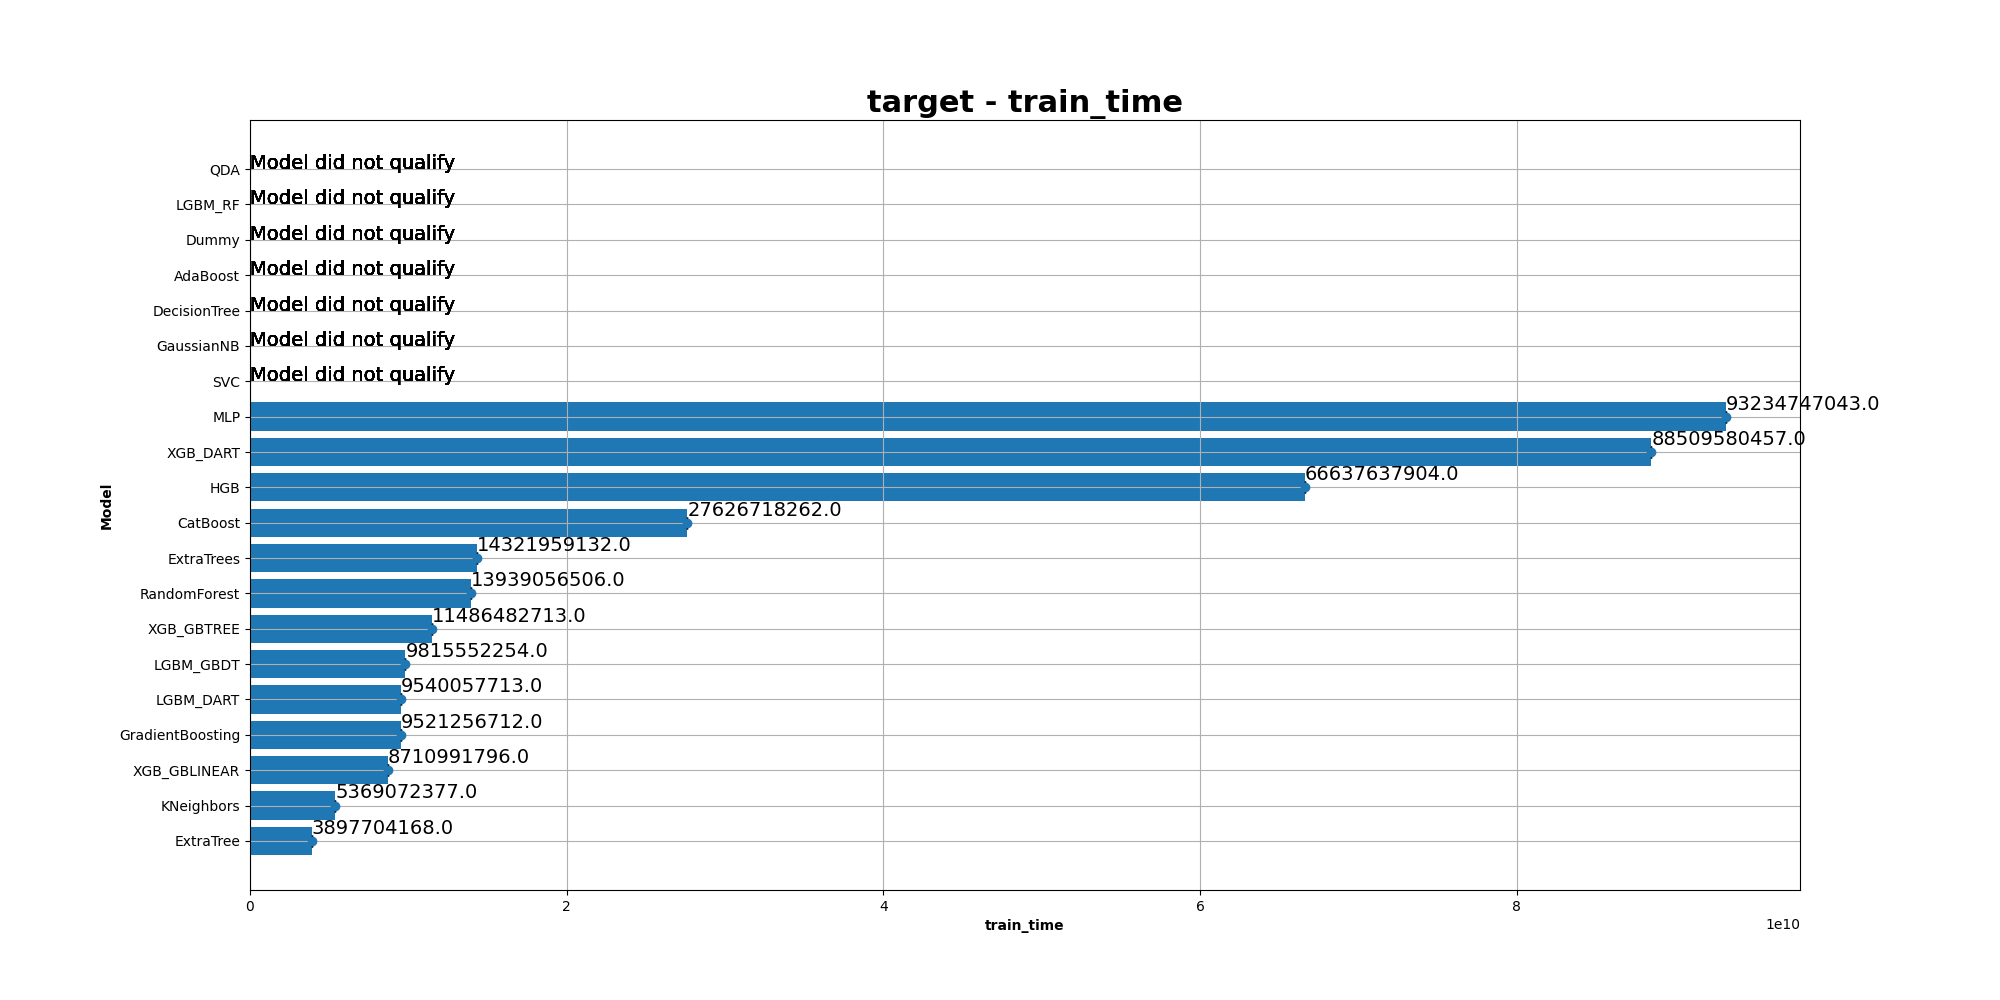 target - train_time
QDA Model did not qualify
LGBM_RF Model did not qualify
Dummy Model did not qualify
AdaBoost Model did not qualify
DecisionTree Model did not qualify
GaussianNB Model did not qualify
SVC Model did not qualify
MLP 93234747043.0
XGB_DART 88509580457.0
HGB 66637637904.0
CatBoost 27626718262.0
ExtraTrees 14321959132.0
RandomForest 13939056506.0
XGB_GBTREE 11486482713.0
LGBM_GBDT 9815552254.0
LGBM_DART 9540057713.0
GradientBoosting 9521256712.0
XGB_GBLINEAR 8710991796.0
KNeighbors 5369072377.0
ExtraTree 3897704168.0
Model
0 2 4 6 8
1e10
train_time